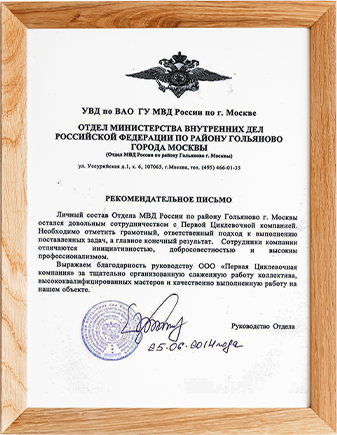 УВД по ВАО ГУ МВД России по г. Москве
ОТДЕЛ МИНИСТЕРСТВА ВНУТРЕННИХ ДЕЛ
РОССИЙСКОЙ ФЕДЕРАЦИИ ПО РАЙОНУ ГОЛЬЯНОВО
ГОРОДА МОСКВЫ
(Отдел МВД России по району Гольяново г. Москвы)
ул. Уссурийская д.1, к. 6, 107065, г.Москва, тел. (495) 466-01-35
РЕКОМЕНДАТЕЛЬНОЕ ПИСЬМО
Личный состав Отдела МВД России по району Гольяново г. Москвы
остался довольным сотрудничеством с Первой Циклевочной компанией.
Необходимо отметить грамотный, ответственный подход к выполнению
поставленных задач, а главное конечный результат. Сотрудники компании
отличаются инициативностью, добросовестностью и высоким
профессионализмом.
Выражаем благодарность руководству ООО «Первая Циклевочная
компания» за тщательно организованную слаженную работу коллектива,
высококвалифицированных мастеров и качественно выполненную работу на
нашем объекте.
Руководство Отдела
25.06.2014года